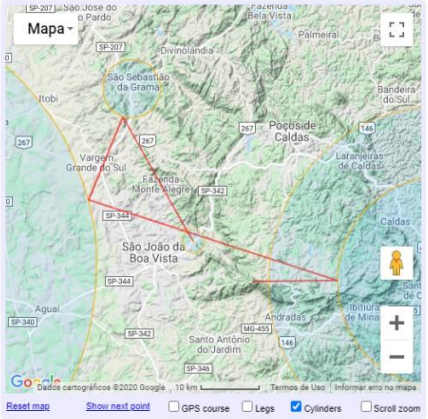 SP-207
São José do
Rio Pardo
Fazenda
Bela Vista
Mapa
SP-207
Divinolândia
Palmeiral
São Sebastião
da Grama
Bandeira
do Sul
Itobi
267
267
Poços de
Caldas
146
267
Vargem
Grande do Sul
Laranjeiras
de Caldas
Fazenda
Monte Alegre
SP-342
SP-344
Caldas
São João da
Boa Vista
SP-344
Aguaí
SP-340
Ibitiúra
de Minas
Andradas
SP-342
MG-455
146
Santo Antônio
do Jardim
SP-346
Google
Dados cartográficos ©2020 Google
10 km
Termos de Uso
Informar erro no mapa
Reset map
Show next point
GPS course
Legs
Cylinders
Scroll zoom